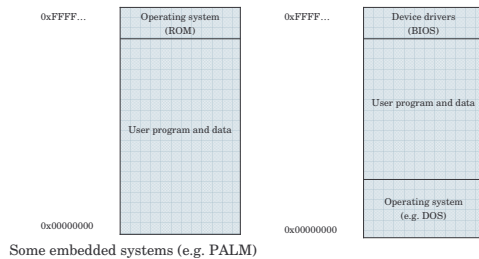 0xFFFF...
Operating system
(ROM)
User program and data
0x00000000
Some embedded systems (e.g. PALM)
0xFFFF...
Device drivers
(BIOS)
User program and data
Operating system
(e.g. DOS)
0x00000000